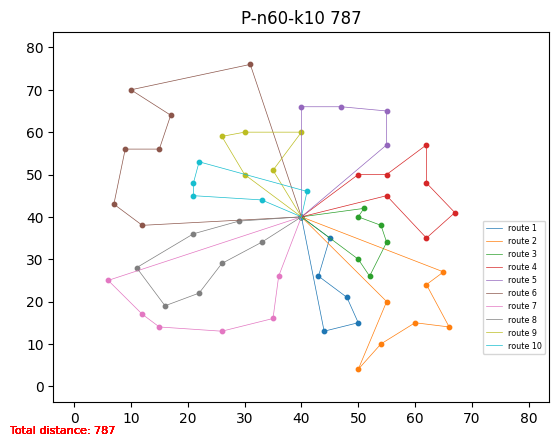 P-n60-k10 787
80
70
60
50
40
30
20
10
0
0 10 20 30 40 50 60 70 80
route 1
route 2
route 3
route 4
route 5
route 6
route 7
route 8
route 9
route 10
Total distance: 787